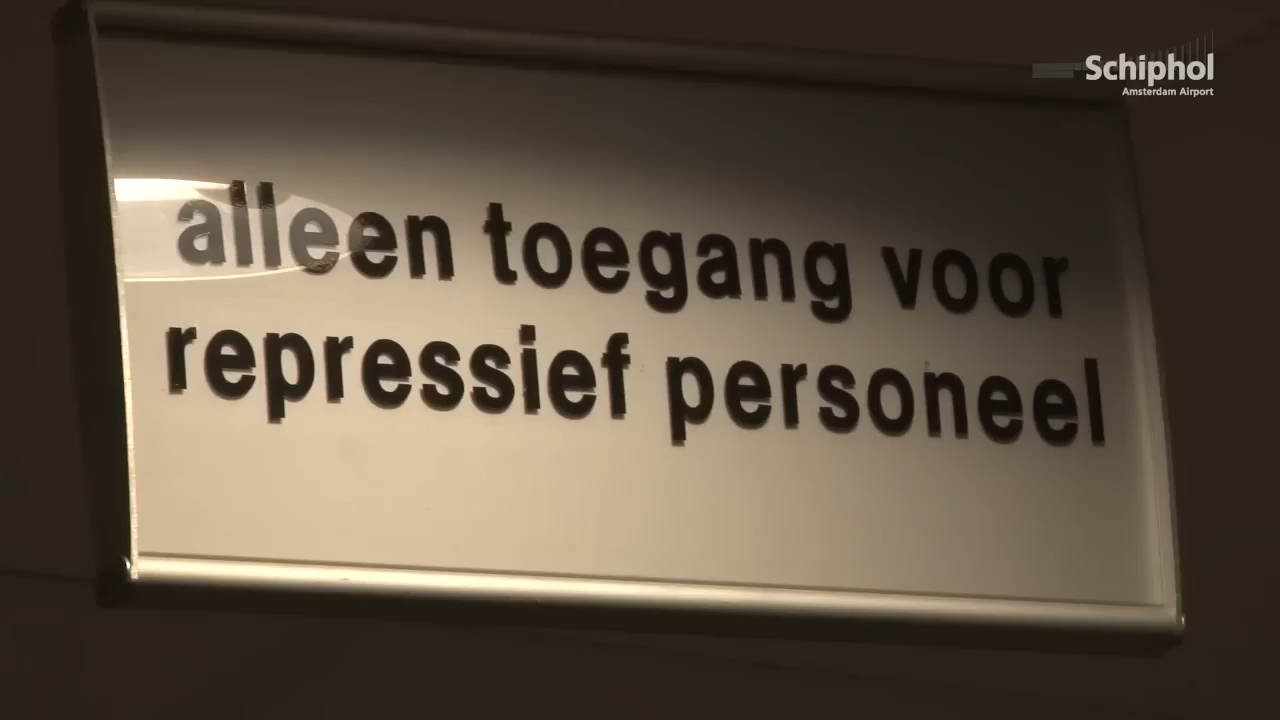 Schiphol
Amsterdam Airport
alleen toegang voor
repressief personeel